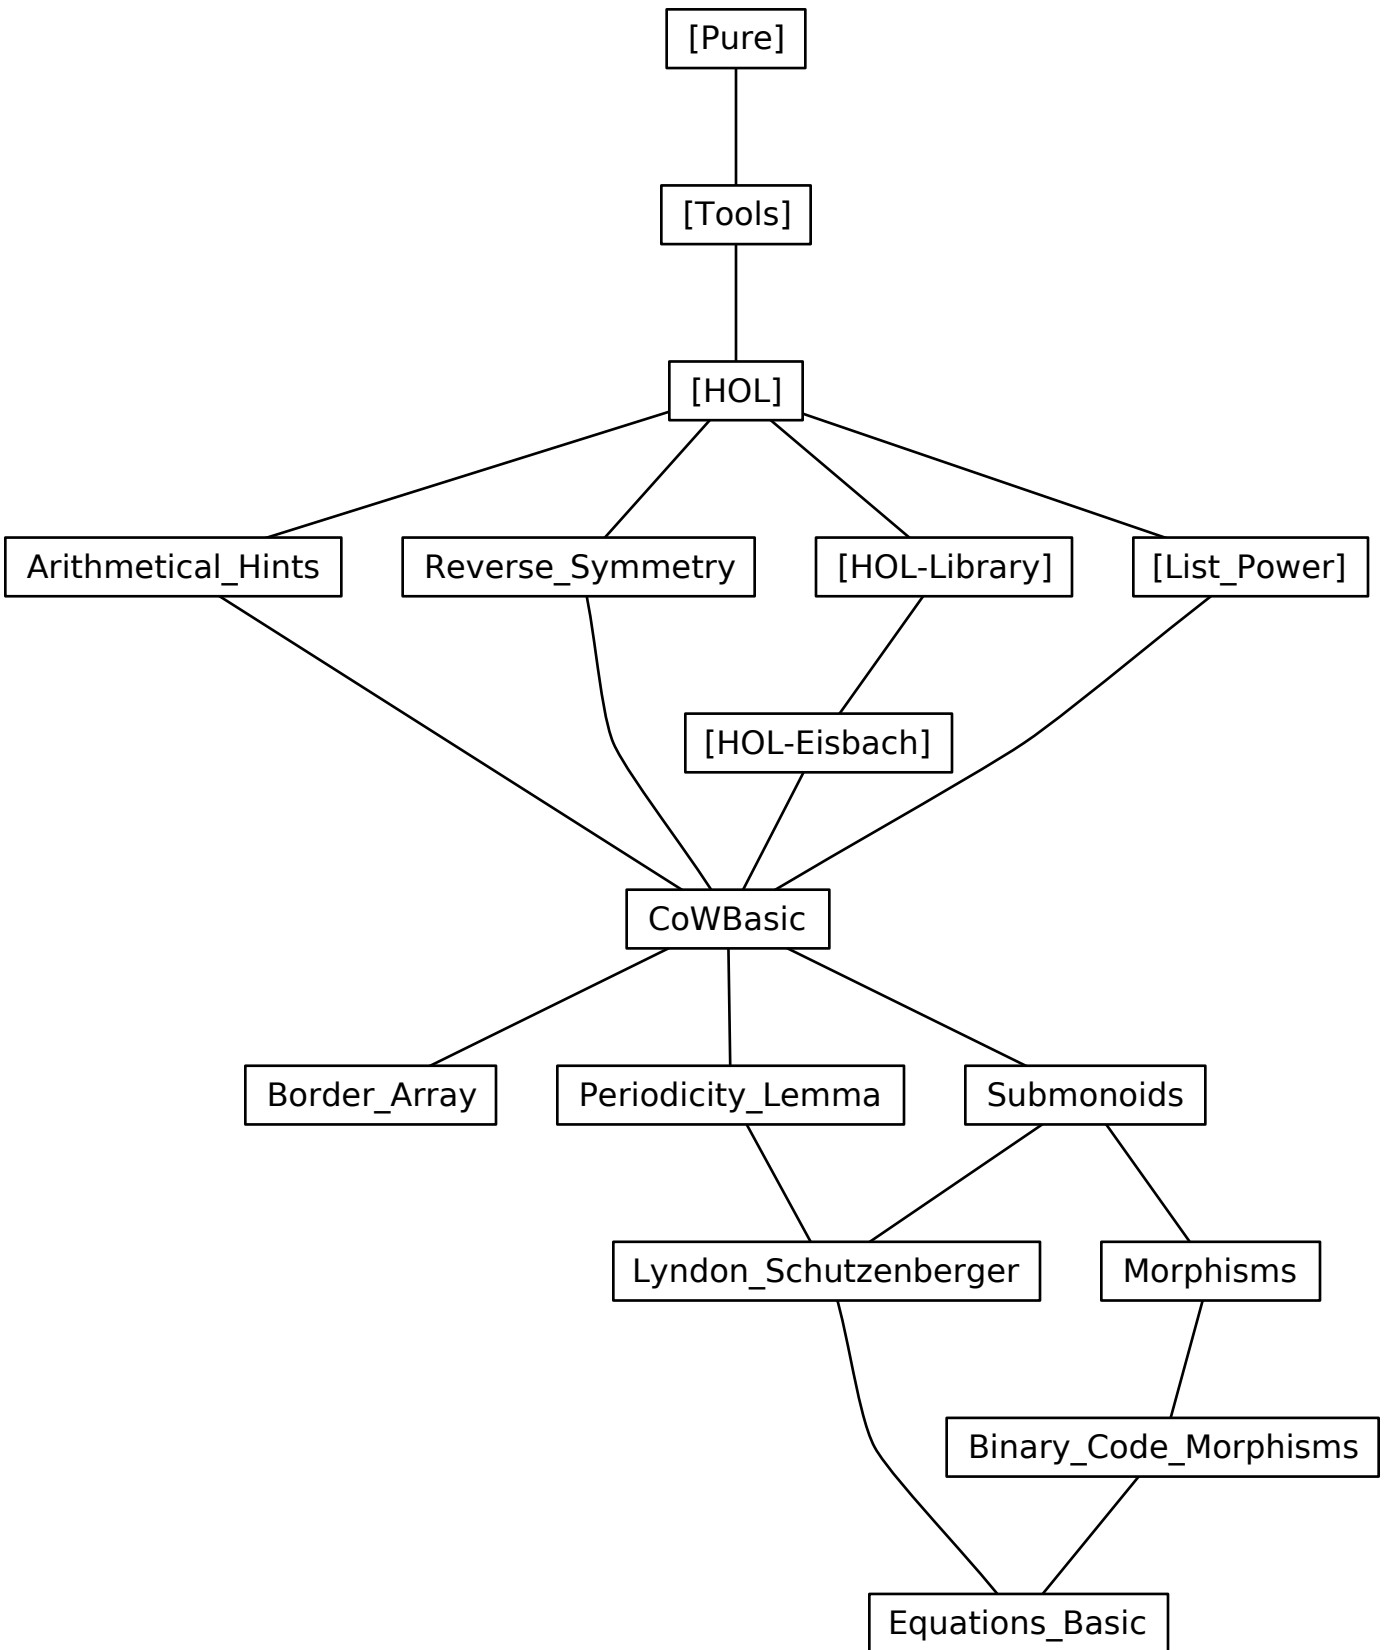 [Pure]
[Tools]
[HOL]
Arithmetical_Hints
Reverse_Symmetry
[HOL-Library]
[List_Power]
[HOL-Eisbach]
CoWBasic
Border_Array
Periodicity_Lemma
Submonoids
Lyndon_Schutzenberger
Morphisms
Binary_Code_Morphisms
Equations_Basic